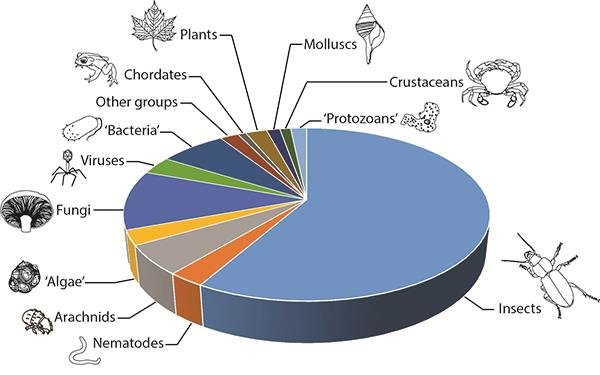 Plants
Molluscs
Chordates
Crustaceans
Other groups
'Protozoans'
'Bacteria'
Viruses
Fungi
'Algae'
Insects
Arachnids
Nematodes